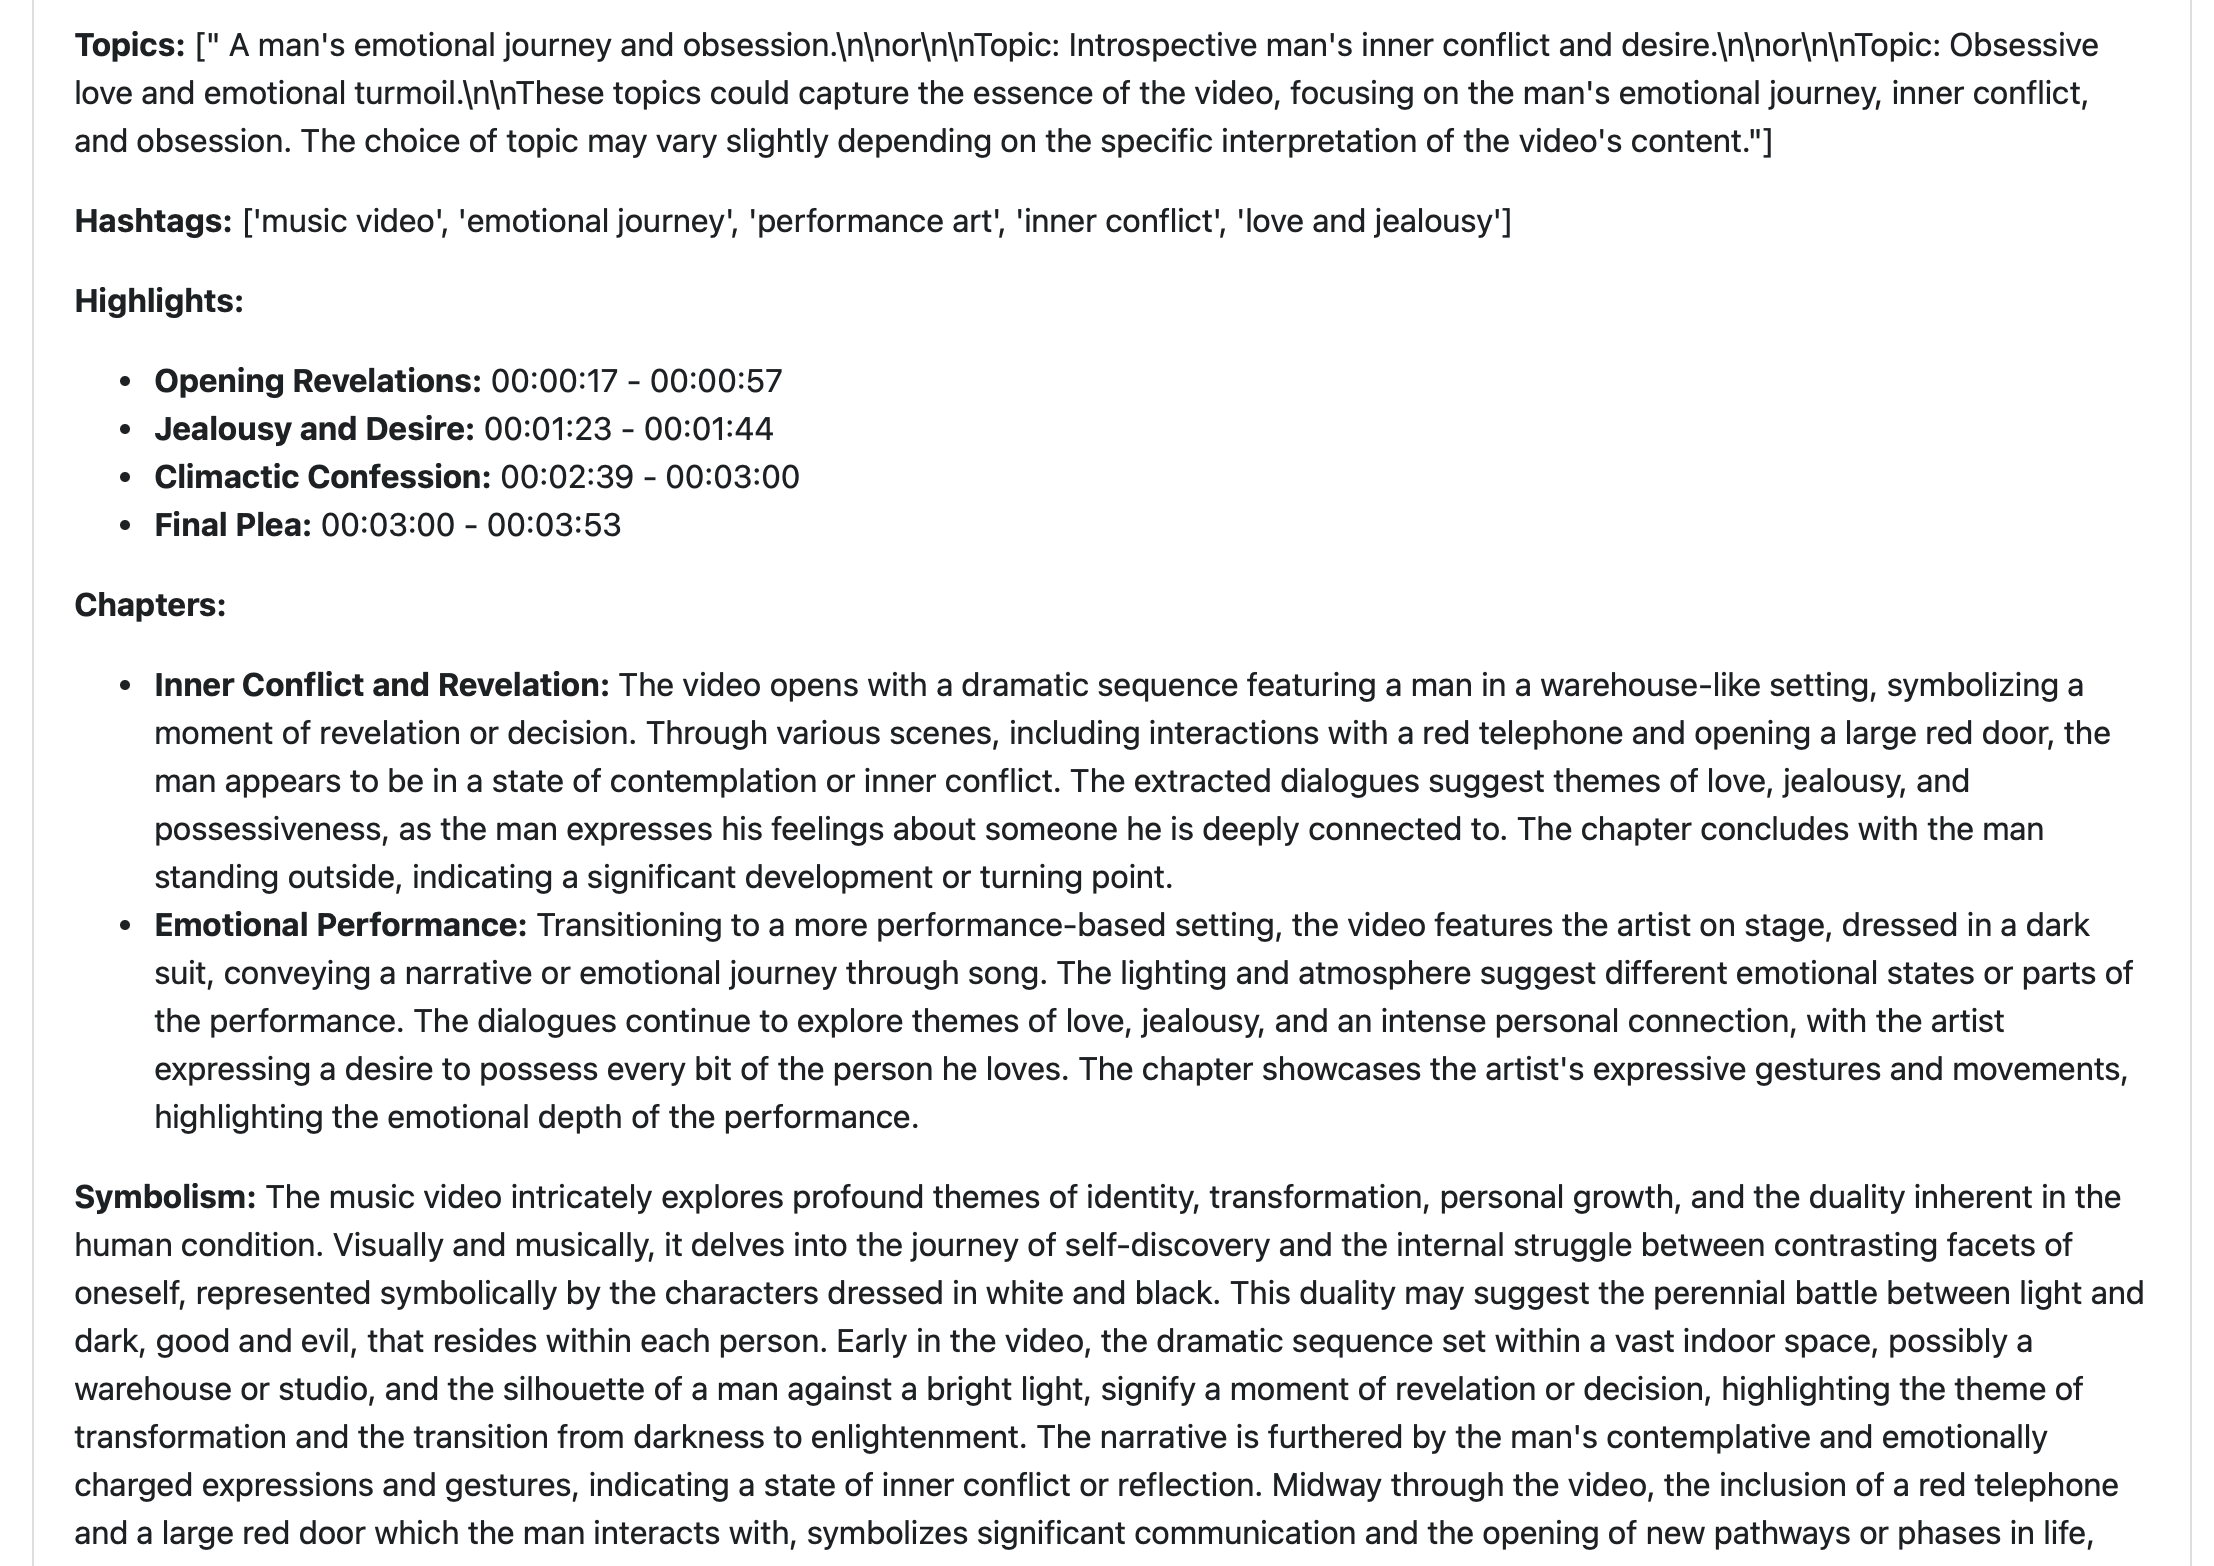 Topics: [" A man's emotional journey and obsession.\n\nor\n\nTopic: Introspective man's inner conflict and desire.\n\nor\n\nTopic: Obsessive
love and emotional turmoil.\n\nThese topics could capture the essence of the video, focusing on the man's emotional journey, inner conflict,
and obsession. The choice of topic may vary slightly depending on the specific interpretation of the video's content."]
Hashtags: ['music video', 'emotional journey', 'performance art', 'inner conflict', 'love and jealousy']
Highlights:
• Opening Revelations: 00:00:17 - 00:00:57
• Jealousy and Desire: 00:01:23 - 00:01:44
• Climactic Confession: 00:02:39 - 00:03:00
• Final Plea: 00:03:00 - 00:03:53
Chapters:
• Inner Conflict and Revelation: The video opens with a dramatic sequence featuring a man in a warehouse-like setting, symbolizing a
moment of revelation or decision. Through various scenes, including interactions with a red telephone and opening a large red door, the
man appears to be in a state of contemplation or inner conflict. The extracted dialogues suggest themes of love, jealousy, and
possessiveness, as the man expresses his feelings about someone he is deeply connected to. The chapter concludes with the man
standing outside, indicating a significant development or turning point.
• Emotional Performance: Transitioning to a more performance-based setting, the video features the artist on stage, dressed in a dark
suit, conveying a narrative or emotional journey through song. The lighting and atmosphere suggest different emotional states or parts of
the performance. The dialogues continue to explore themes of love, jealousy, and an intense personal connection, with the artist
expressing a desire to possess every bit of the person he loves. The chapter showcases the artist's expressive gestures and movements,
highlighting the emotional depth of the performance.
Symbolism: The music video intricately explores profound themes of identity, transformation, personal growth, and the duality inherent in the
human condition. Visually and musically, it delves into the journey of self-discovery and the internal struggle between contrasting facets of
oneself, represented symbolically by the characters dressed in white and black. This duality may suggest the perennial battle between light and
dark, good and evil, that resides within each person. Early in the video, the dramatic sequence set within a vast indoor space, possibly a
warehouse or studio, and the silhouette of a man against a bright light, signify a moment of revelation or decision, highlighting the theme of
transformation and the transition from darkness to enlightenment. The narrative is furthered by the man's contemplative and emotionally
charged expressions and gestures, indicating a state of inner conflict or reflection. Midway through the video, the inclusion of a red telephone
and a large red door which the man interacts with, symbolizes significant communication and the opening of new pathways or phases in life,